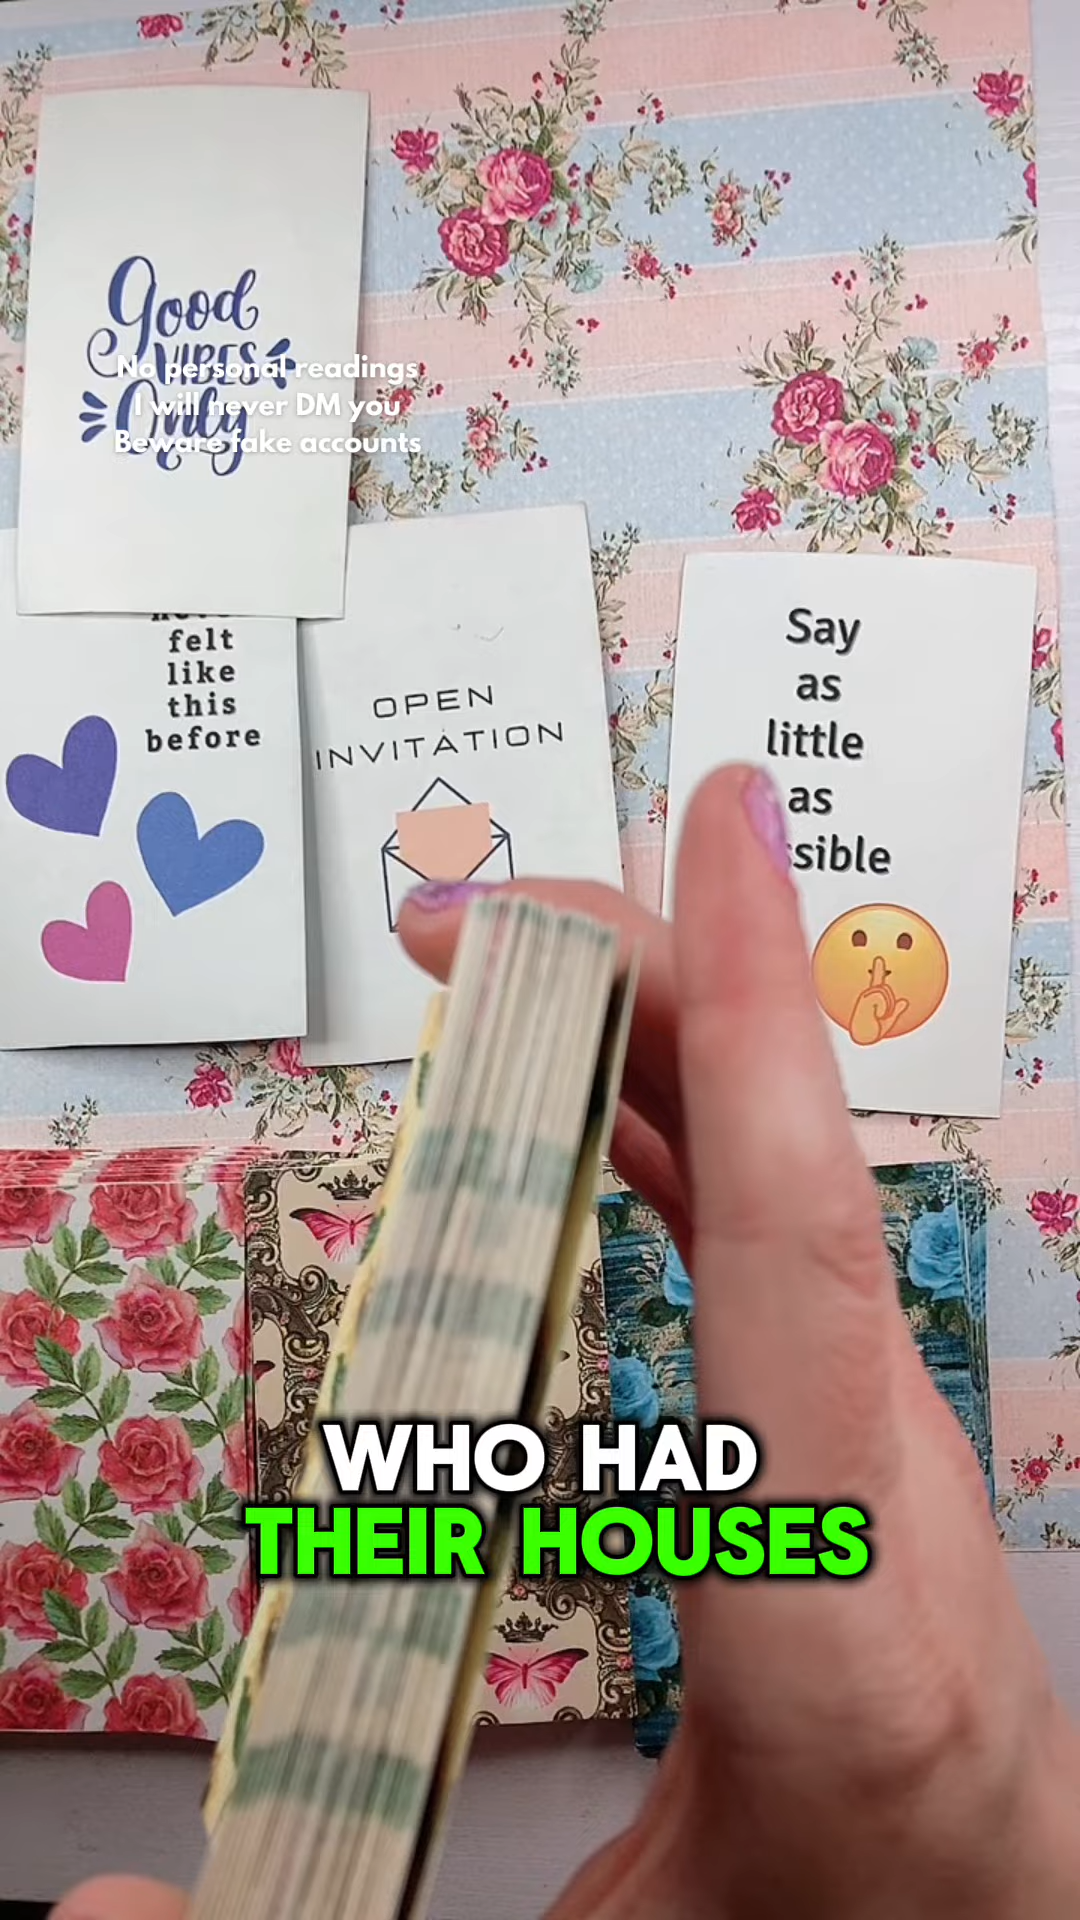 Good
VIBES
Only
No personal readings
I will never DM you
Beware fake accounts
felt
like
this
before
OPEN
INVITATION
Say
as
little
as
ssible
WHO HAD
THEIR HOUSES